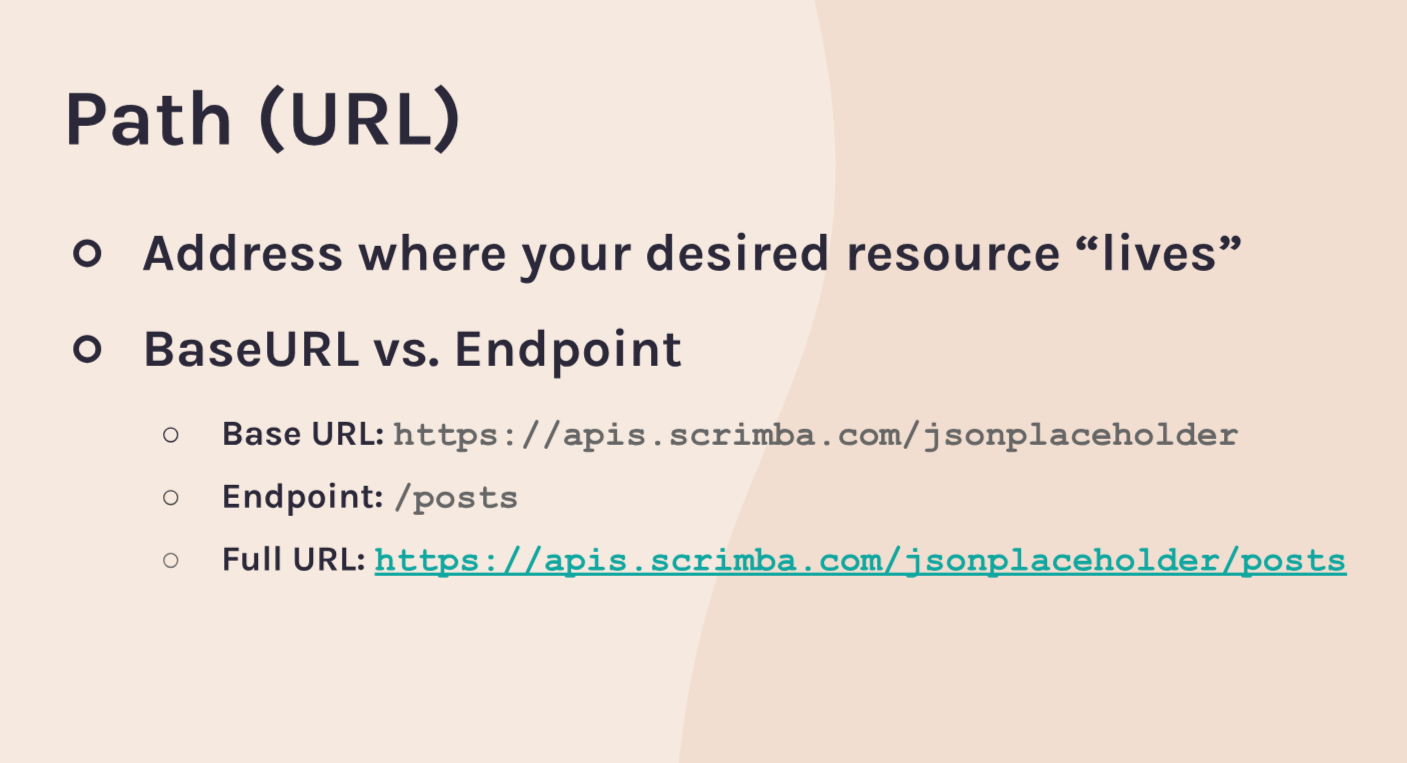 Path (URL)
Address where your desired resource “lives”
BaseURL vs. Endpoint
Base URL: https://apis.scrimba.com/jsonplaceholder
Endpoint: /posts
Full URL: https://apis.scrimba.com/jsonplaceholder/posts